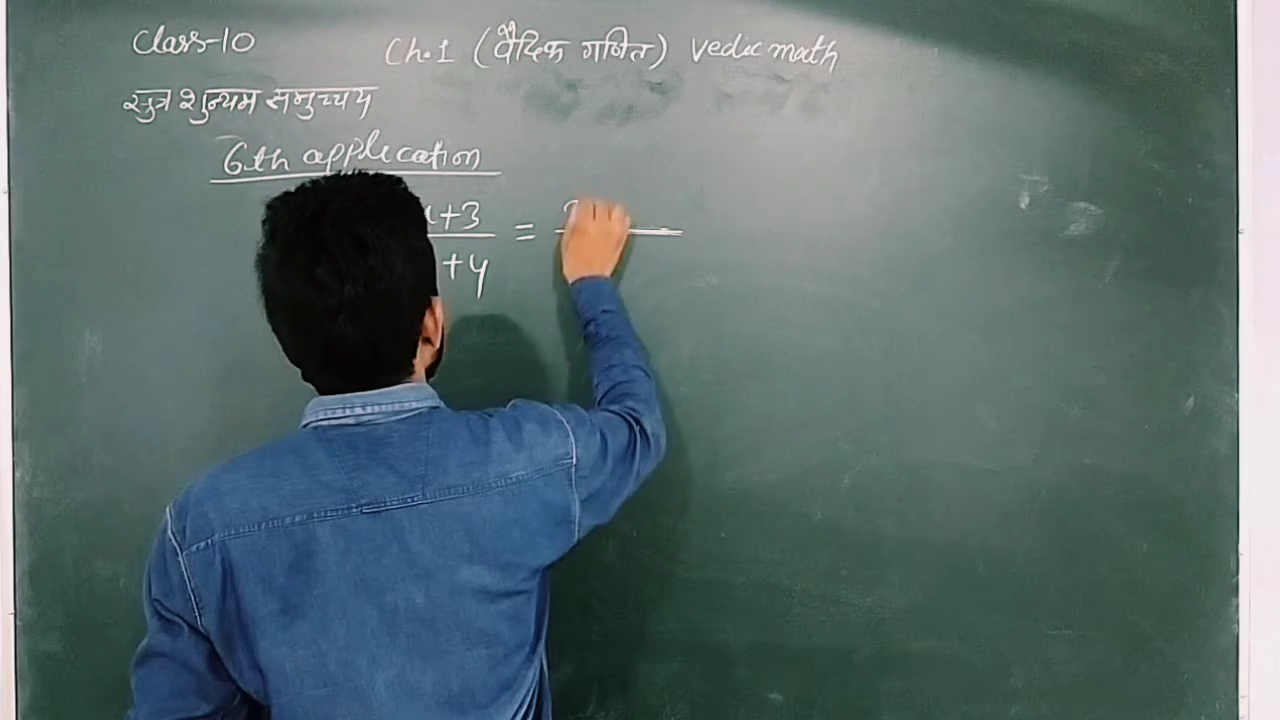 Class-10
Ch.1 (वैदिक गणित) Vedic math
सुत्र शुन्यम समुच्चय
6th application
+3 =
+4